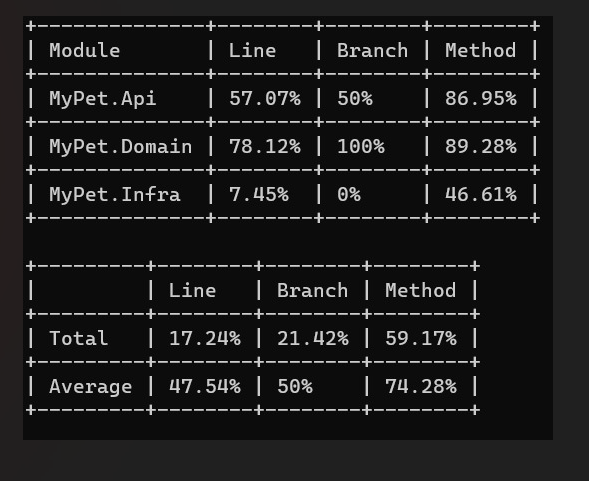 +-------------+--------+--------+--------+
| Module      | Line   | Branch | Method |
+-------------+--------+--------+--------+
| MyPet.Api   | 57.07% | 50%    | 86.95% |
+-------------+--------+--------+--------+
| MyPet.Domain | 78.12% | 100%   | 89.28% |
+-------------+--------+--------+--------+
| MyPet.Infra | 7.45%  | 0%     | 46.61% |
+-------------+--------+--------+--------+
+---------+--------+--------+--------+
|         | Line   | Branch | Method |
+---------+--------+--------+--------+
| Total   | 17.24% | 21.42% | 59.17% |
+---------+--------+--------+--------+
| Average | 47.54% | 50%    | 74.28% |
+---------+--------+--------+--------+